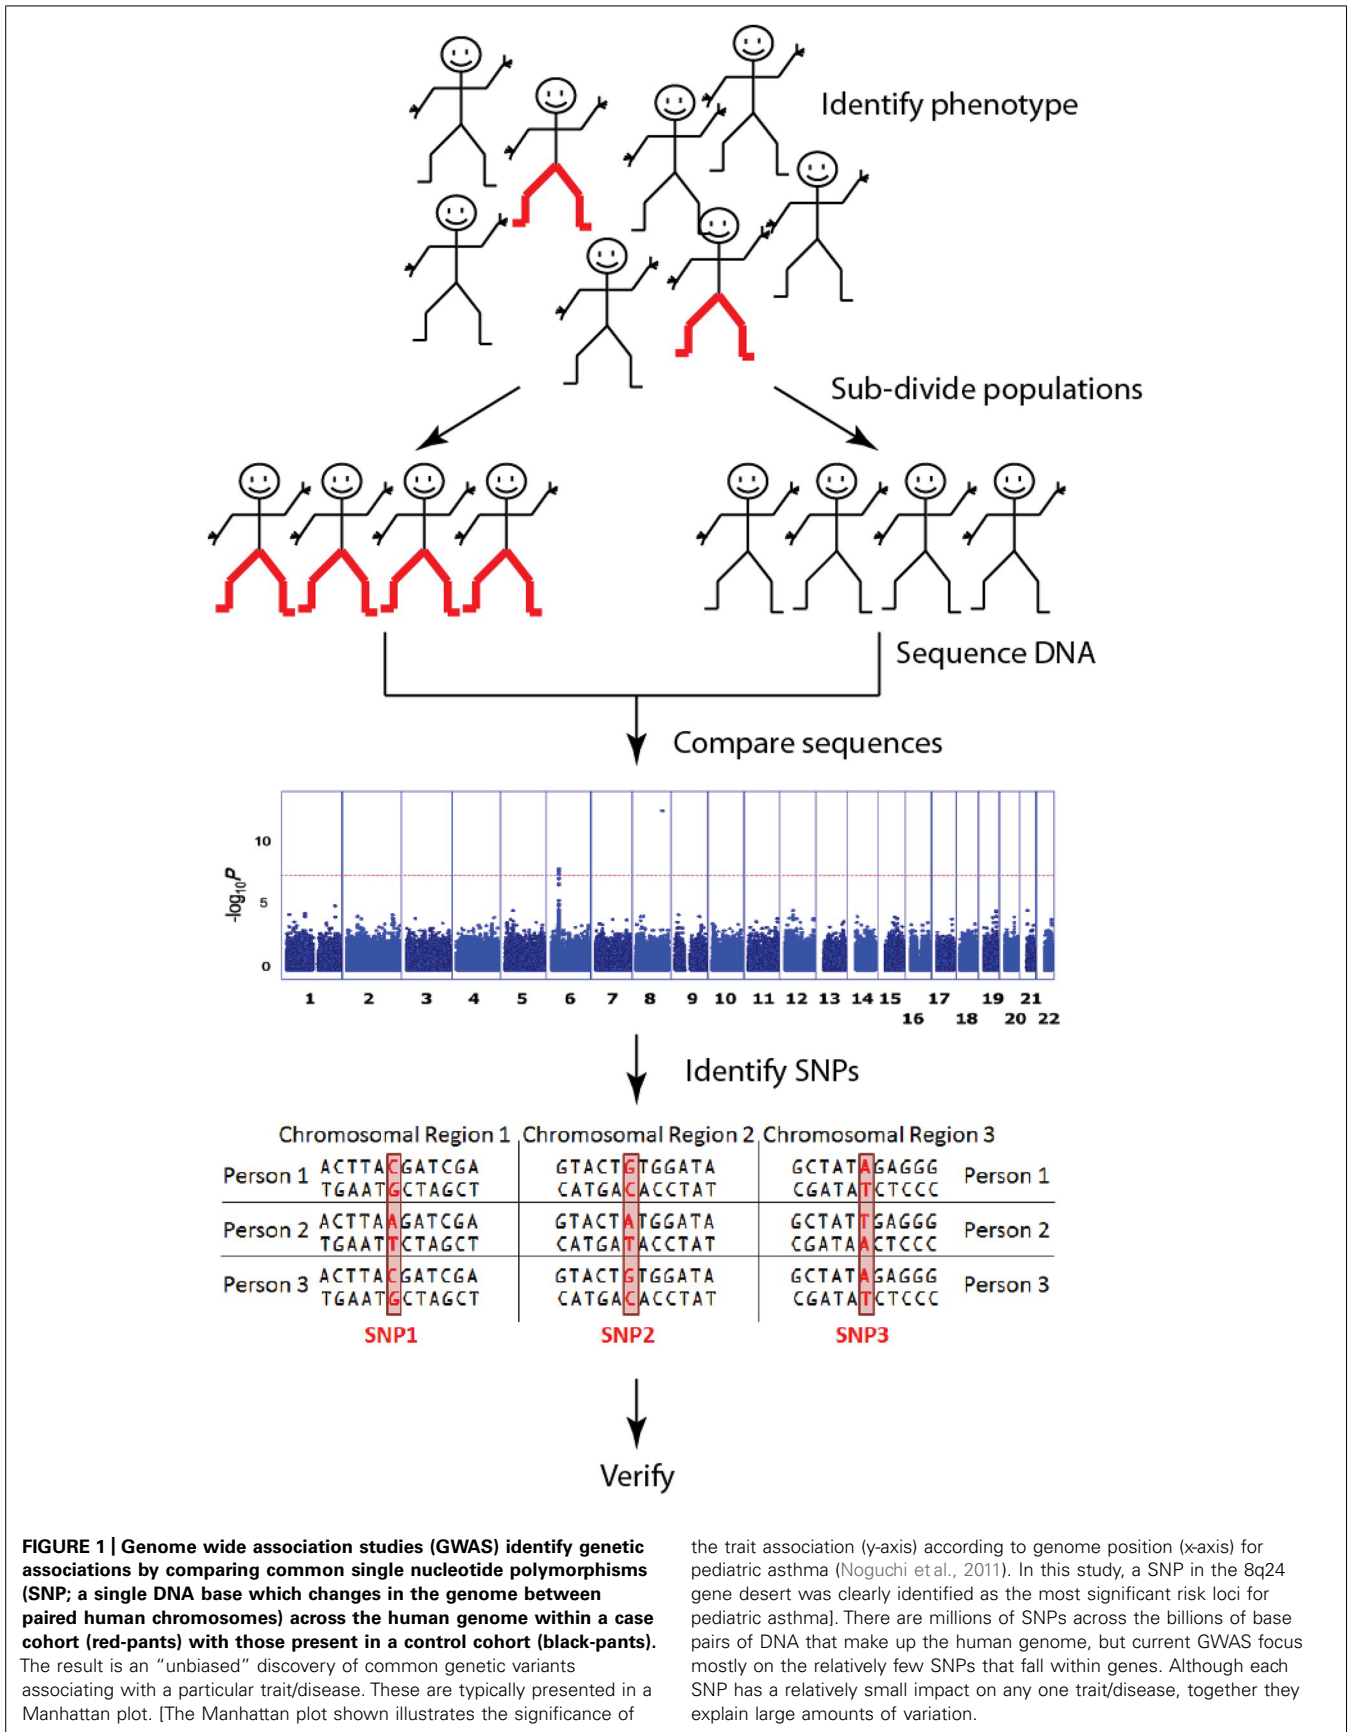 Identify phenotype
Sub-divide populations
Sequence DNA
Compare sequences
10
5
0
-log10P
1 2 3 4 5 6 7 8 9 10 11 12 13 14 15 17 19 21
16 18 20 22
Identify SNPs
Chromosomal Region 1 Chromosomal Region 2 Chromosomal Region 3
Person 1 ACTTACGATCGA GTACTGTGGATA GCTATAGAGGG Person 1
TGAATGCTAGCT CATGACACCTAT CGATATCTCCC
Person 2 ACTTAAGATCGA GTACTATGGATA GCTATTGAGGG Person 2
TGAATTCTAGCT CATGATACCTAT CGATAACTCCC
Person 3 ACTTACGATCGA GTACTGTGGATA GCTATAGAGGG Person 3
TGAATGCTAGCT CATGACACCTAT CGATATCTCCC
SNP1 SNP2 SNP3
Verify
FIGURE 1 | Genome wide association studies (GWAS) identify genetic
associations by comparing common single nucleotide polymorphisms
(SNP; a single DNA base which changes in the genome between
paired human chromosomes) across the human genome within a case
cohort (red-pants) with those present in a control cohort (black-pants).
The result is an “unbiased” discovery of common genetic variants
associating with a particular trait/disease. These are typically presented in a
Manhattan plot. [The Manhattan plot shown illustrates the significance of
the trait association (y-axis) according to genome position (x-axis) for
pediatric asthma (Noguchi et al., 2011). In this study, a SNP in the 8q24
gene desert was clearly identified as the most significant risk loci for
pediatric asthma]. There are millions of SNPs across the billions of base
pairs of DNA that make up the human genome, but current GWAS focus
mostly on the relatively few SNPs that fall within genes. Although each
SNP has a relatively small impact on any one trait/disease, together they
explain large amounts of variation.